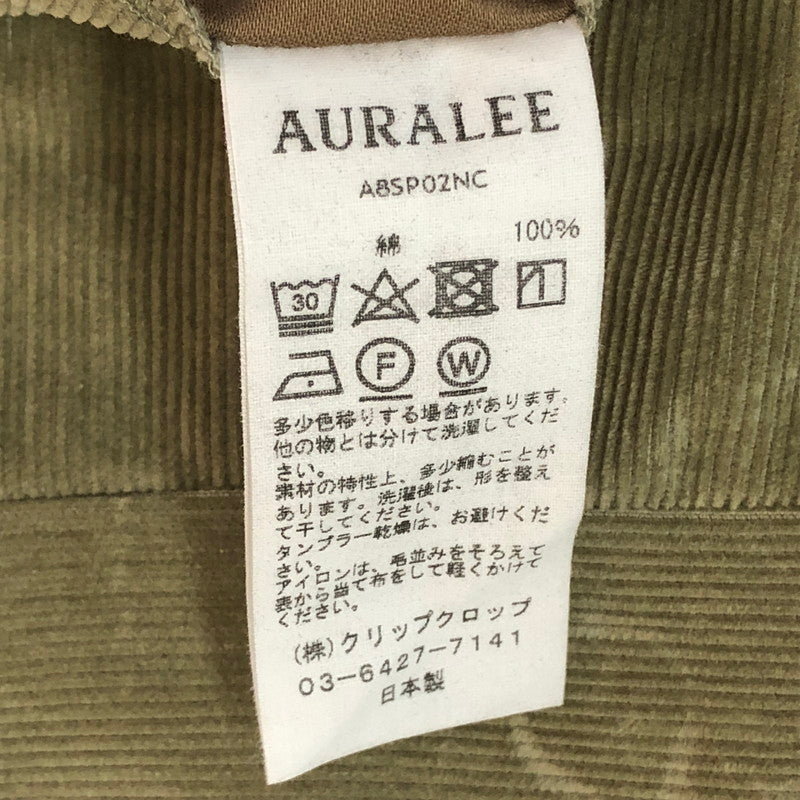 AURALEE
A8SP02NC
綿 100%
30
F W
多少色移りする場合があります。
他の物とは分けて洗濯してくだ
さい。
素材の特性上、多少縮むことが
あります。洗濯後は、形を整え
て干してください。
タンブラー乾燥は、お避けくだ
さい。
アイロンは、毛並みをそろえて
表から当て布をして軽くかけて
ください。
(株)クリップクロップ
03-6427-7141
日本製